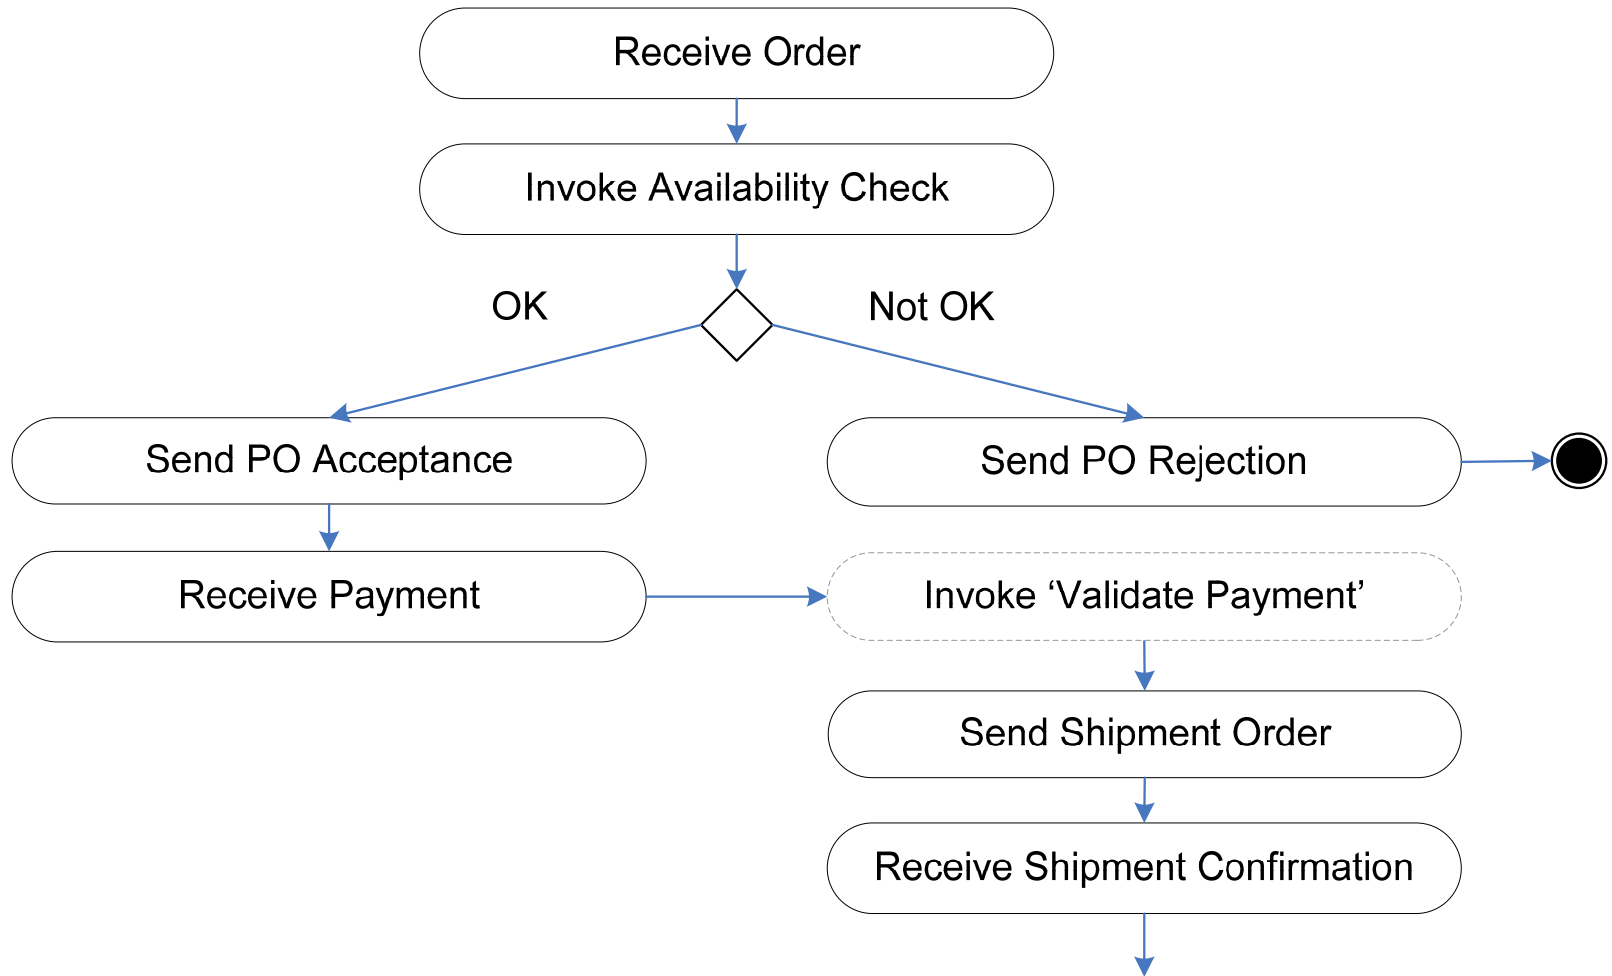 Receive Order
Invoke Availability Check
OK
Not OK
Send PO Acceptance
Send PO Rejection
Receive Payment
Invoke ‘Validate Payment’
Send Shipment Order
Receive Shipment Confirmation